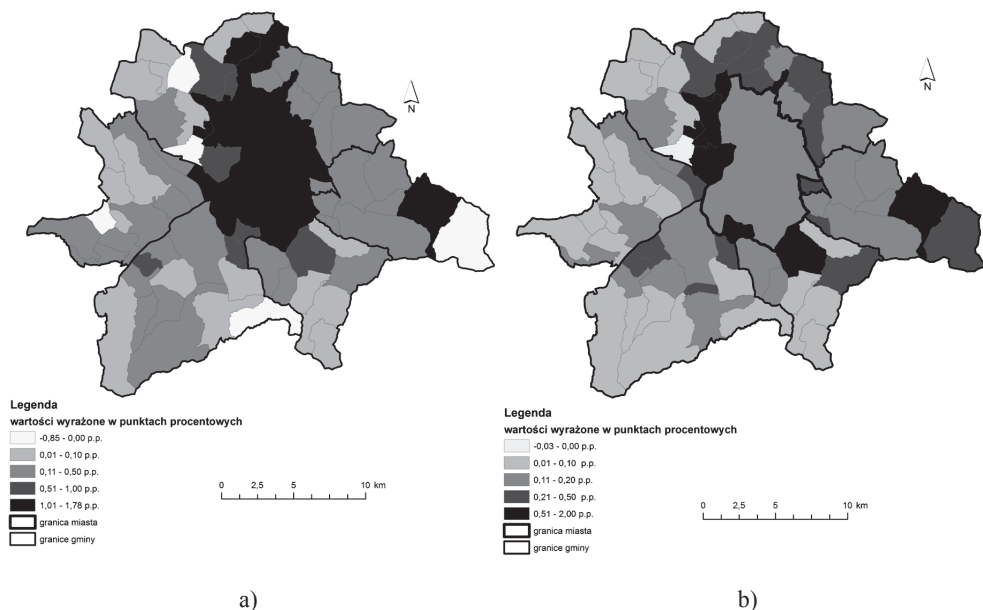 N
N
Legenda
wartości wyrażone w punktach procentowych
-0,85 - 0,00 p.p.
0,01 - 0,10 p.p.
0,11 - 0,50 p.p.
0,51 - 1,00 p.p.
1,01 - 1,78 p.p.
granica miasta
granice gminy
0 2,5 5 10 km
Legenda
wartości wyrażone w punktach procentowych
-0,03 - 0,00 p.p.
0,01 - 0,10 p.p.
0,11 - 0,20 p.p.
0,21 - 0,50 p.p.
0,51 - 2,00 p.p.
granica miasta
granice gminy
0 2,5 5 10 km
a)
b)